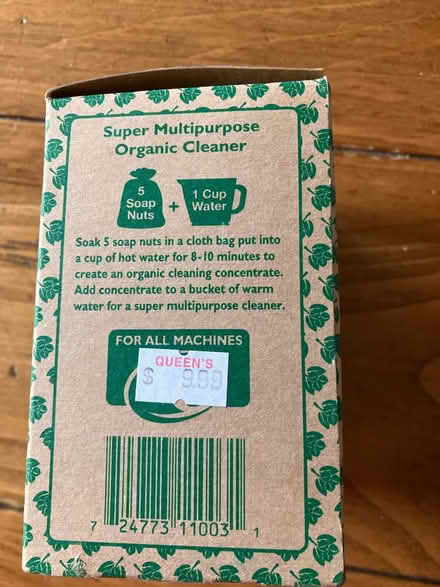 Super Multipurpose
Organic Cleaner
5
Soap
Nuts
+
1 Cup
Water
Soak 5 soap nuts in a cloth bag put into
a cup of hot water for 8-10 minutes to
create an organic cleaning concentrate.
Add concentrate to a bucket of warm
water for a super multipurpose cleaner.
FOR ALL MACHINES
QUEEN'S
$ 9.99
7 24773 11003 1